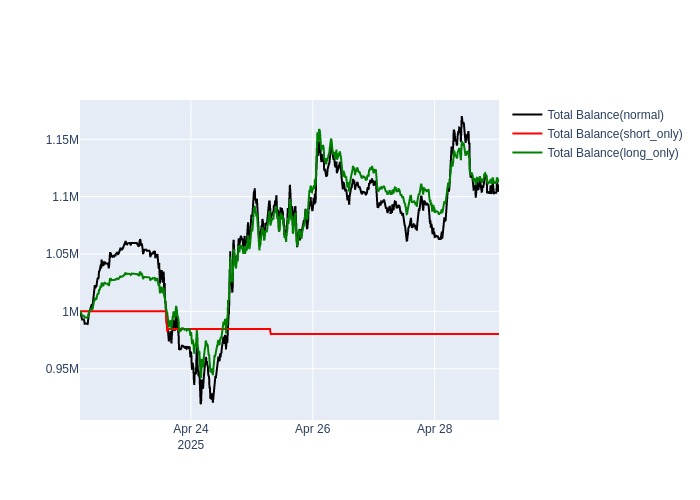 Total Balance(normal)
Total Balance(short_only)
Total Balance(long_only)
1.15M
1.1M
1.05M
1M
0.95M
Apr 24
2025
Apr 26
Apr 28